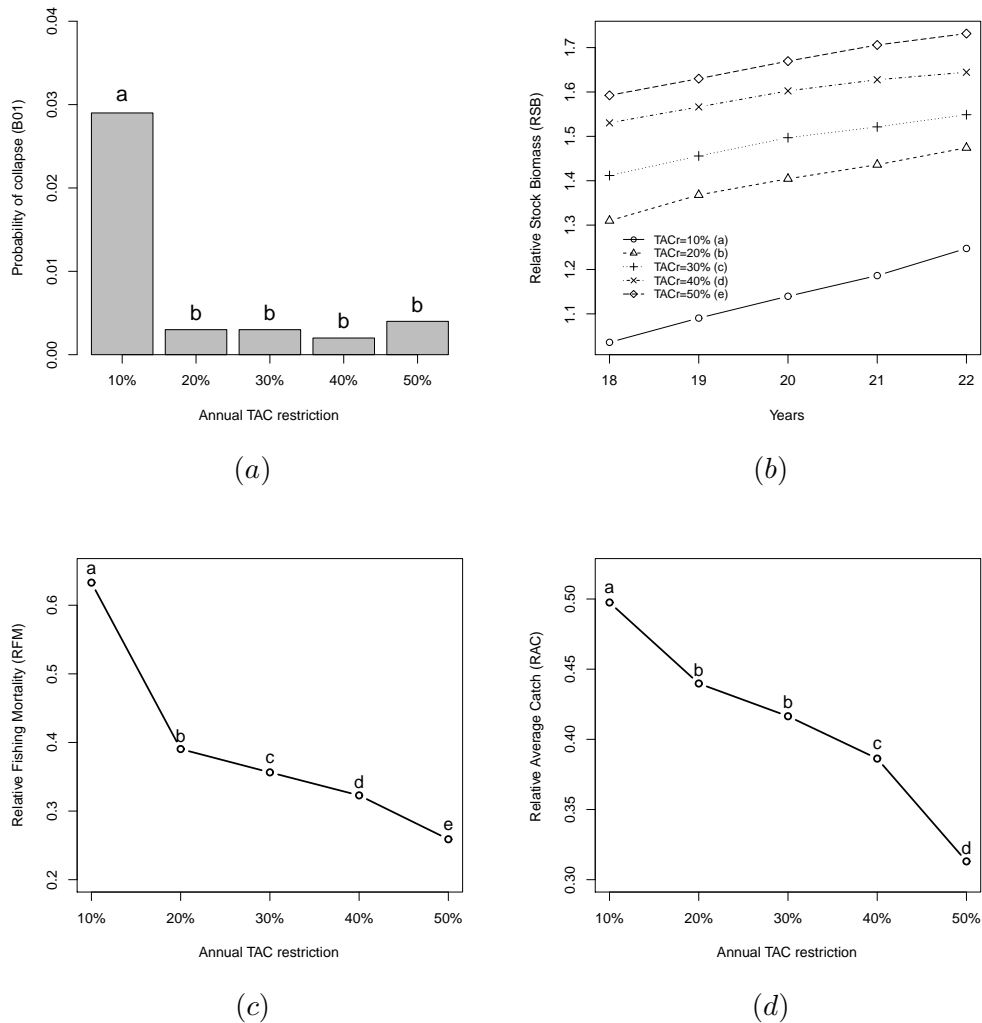 Probability of collapse (B01)
0.04
0.03
0.02
0.01
0.00
a
b
b
b
b
10%
20%
30%
40%
50%
Annual TAC restriction
(a)
Relative Stock Biomass (RSB)
1.7
1.6
1.5
1.4
1.3
1.2
1.1
TACr=10% (a)
TACr=20% (b)
TACr=30% (c)
TACr=40% (d)
TACr=50% (e)
18
19
20
21
22
Years
(b)
Relative Fishing Mortality (RFM)
0.6
0.5
0.4
0.3
0.2
a
b
c
d
e
10%
20%
30%
40%
50%
Annual TAC restriction
(c)
Relative Average Catch (RAC)
0.50
0.45
0.40
0.35
0.30
a
b
b
c
d
10%
20%
30%
40%
50%
Annual TAC restriction
(d)